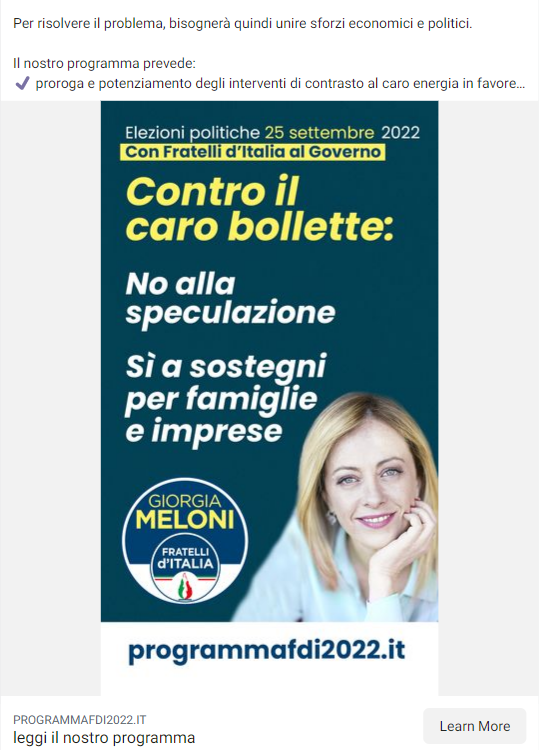 Per risolvere il problema, bisognerà quindi unire sforzi economici e politici.
Il nostro programma prevede:
✔ proroga e potenziamento degli interventi di contrasto al caro energia in favore...
Elezioni politiche 25 settembre 2022
Con Fratelli d'Italia al Governo
Contro il
caro bollette:
No alla
speculazione
Sì a sostegni
per famiglie
e imprese
GIORGIA
MELONI
FRATELLI
d'ITALIA
programmafdi2022.it
PROGRAMMAFDI2022.IT
leggi il nostro programma
Learn More